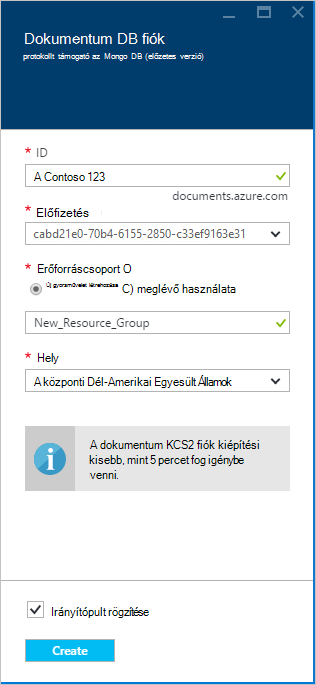 Dokumentum DB fiók
protokollt támogató az Mongo DB (előzetes verzió)
* ID
A Contoso 123
documents.azure.com
* Előfizetés
cabd21e0-70b4-6155-2850-c33ef9163e31
* Erőforráscsoport O
Új gyorsművelet létrehozása C) meglévő használata
New_Resource_Group
* Hely
A központi Dél-Amerikai Egyesült Államok
A dokumentum KCS2 fiók kiépítési
kisebb, mint 5 percet fog igénybe
venni.
Irányítópult rögzítése
Create